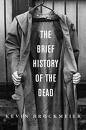 THE
BRIEF
HISTORY
OF THE
DEAD
KEVIN BROCKMEIER